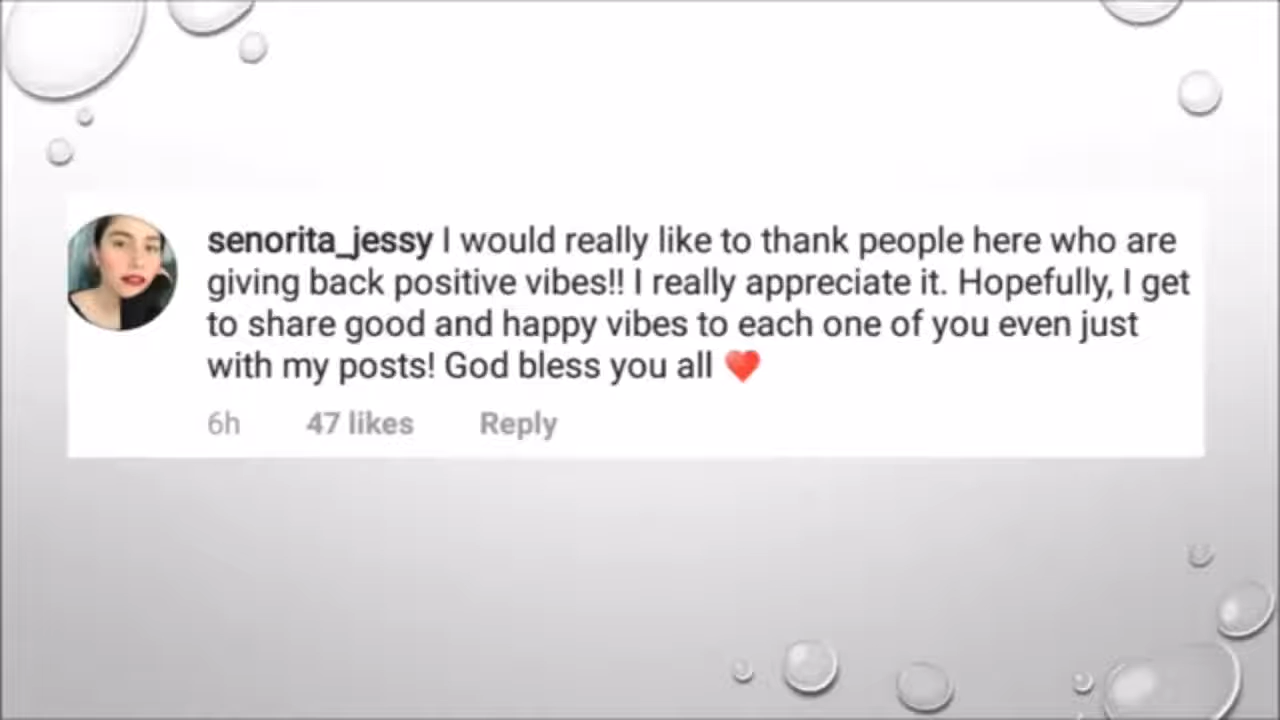 senorita_jessy I would really like to thank people here who are
giving back positive vibes!! I really appreciate it. Hopefully, I get
to share good and happy vibes to each one of you even just
with my posts! God bless you all ❤️
6h 47 likes Reply